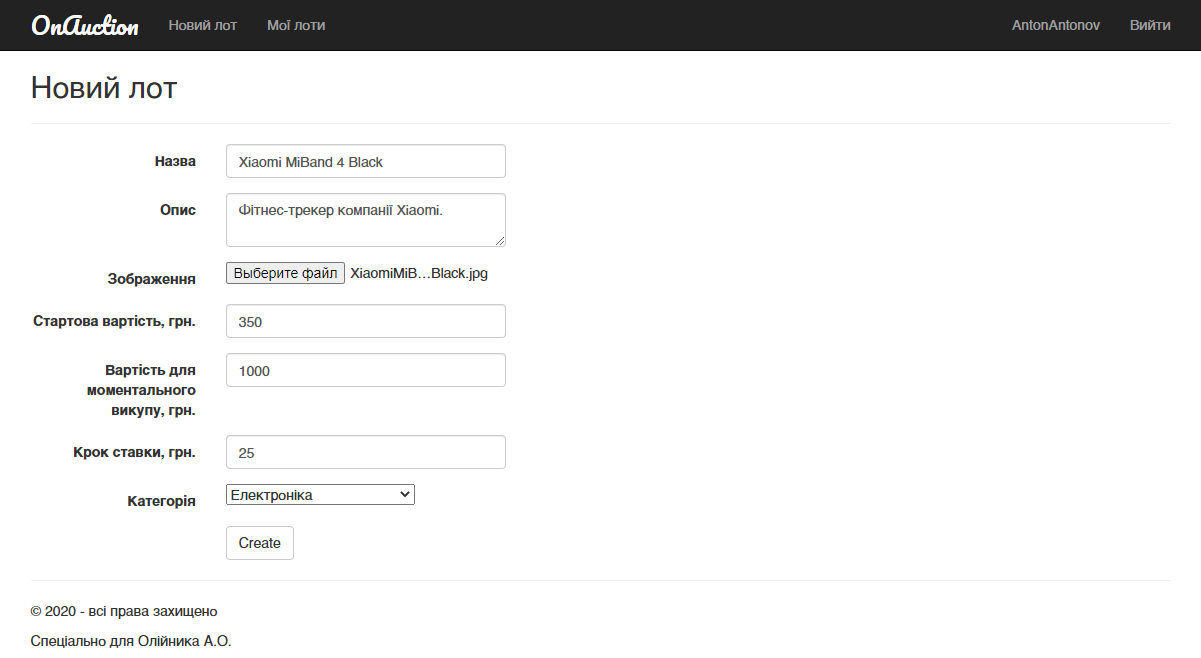 OnAuction Новий лот Мої лоти AntonAntonov Вийти
Новий лот
Назва Xiaomi MiBand 4 Black
Опис Фітнес-трекер компанії Xiaomi.
Зображення Выберите файл XiaomiMiB…Black.jpg
Стартова вартість, грн. 350
Вартість для 1000
моментального
викупу, грн.
Крок ставки, грн. 25
Категорія Електроніка
Create
© 2020 - всі права захищено
Спеціально для Олійника А.О.